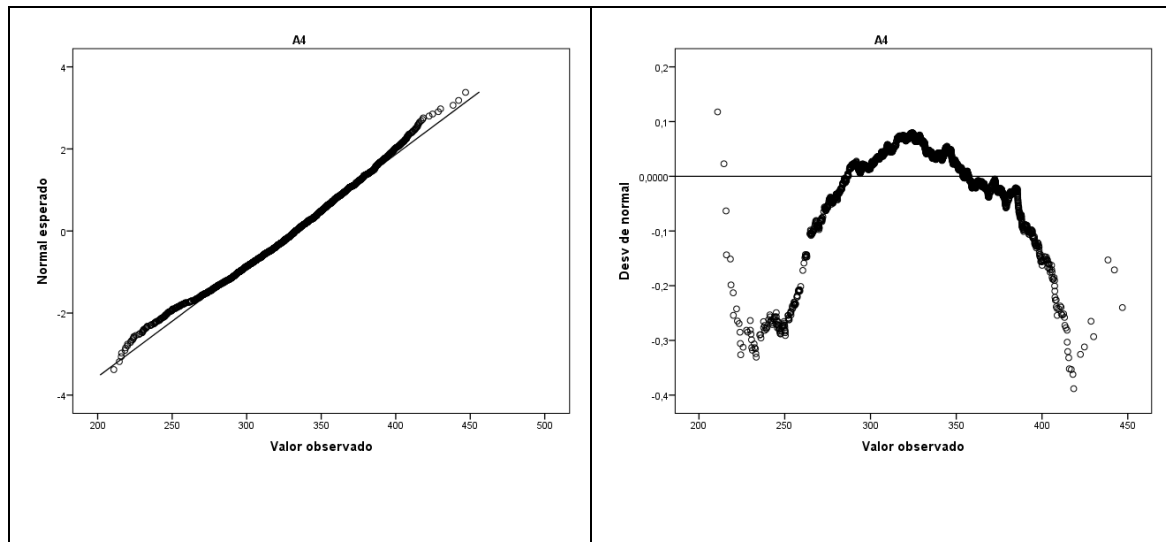 A4
Normal esperado
4
2
0
-2
-4
200 250 300 350 400 450 500
Valor observado
A4
Desv de normal
0,2
0,1
0,0000
-0,1
-0,2
-0,3
-0,4
200 250 300 350 400 450
Valor observado